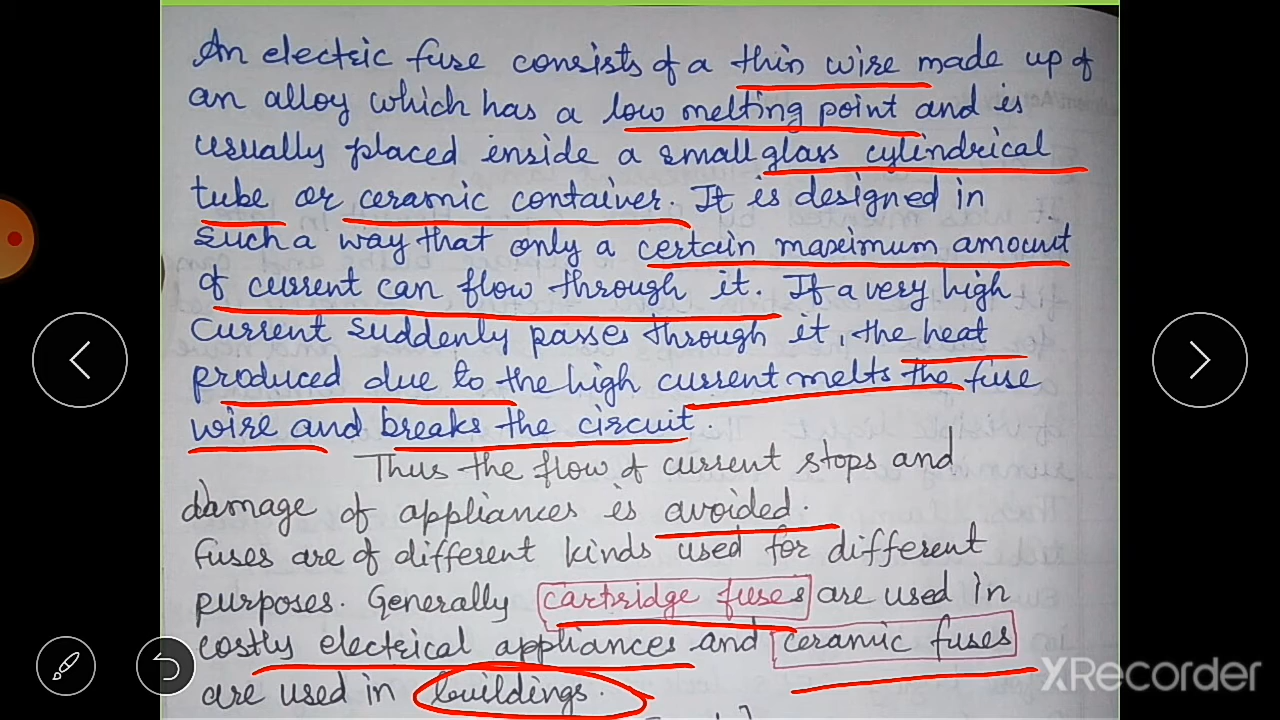 An electric fuse consists of a thin wire made up of
an alloy which has a low melting point and is
usually placed inside a small glass cylindrical
tube or ceramic container. It is designed in
such a way that only a certain maximum amount
of current can flow through it. If a very high
current suddenly passes through it, the heat
produced due to the high current melts the fuse
wire and breaks the circuit.
Thus the flow of current stops and
damage of appliances is avoided.
Fuses are of different kinds used for different
purposes. Generally cartridge fuses are used in
costly electrical appliances and ceramic fuses
are used in buildings.
XRecorder